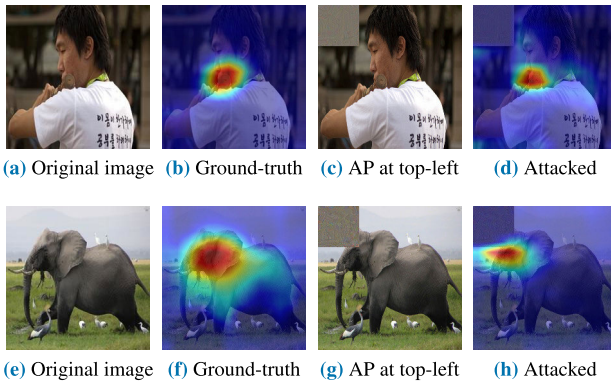 (a) Original image (b) Ground-truth (c) AP at top-left (d) Attacked
(e) Original image (f) Ground-truth (g) AP at top-left (h) Attacked